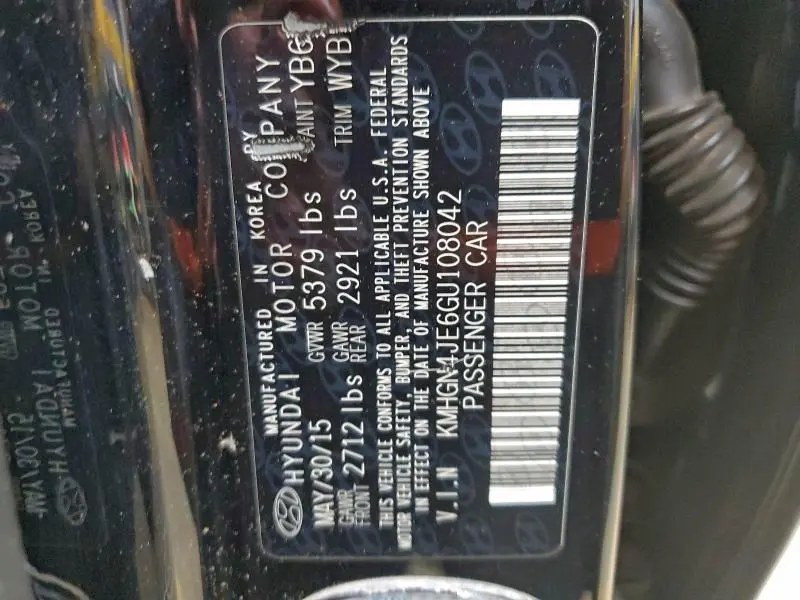 MANUFACTURED IN KOREA BY
HYUNDAI MOTOR COMPANY
MAY/30/15 GVWR 5379 lbs PAINT YB6
GAWR FRONT 2712 lbs GAWR REAR 2921 lbs TRIM WYB
THIS VEHICLE CONFORMS TO ALL APPLICABLE U.S.A. FEDERAL
MOTOR VEHICLE SAFETY, BUMPER, AND THEFT PREVENTION STANDARDS
IN EFFECT ON THE DATE OF MANUFACTURE SHOWN ABOVE
V.I.N KMHGN4JE6GU108042
PASSENGER CAR